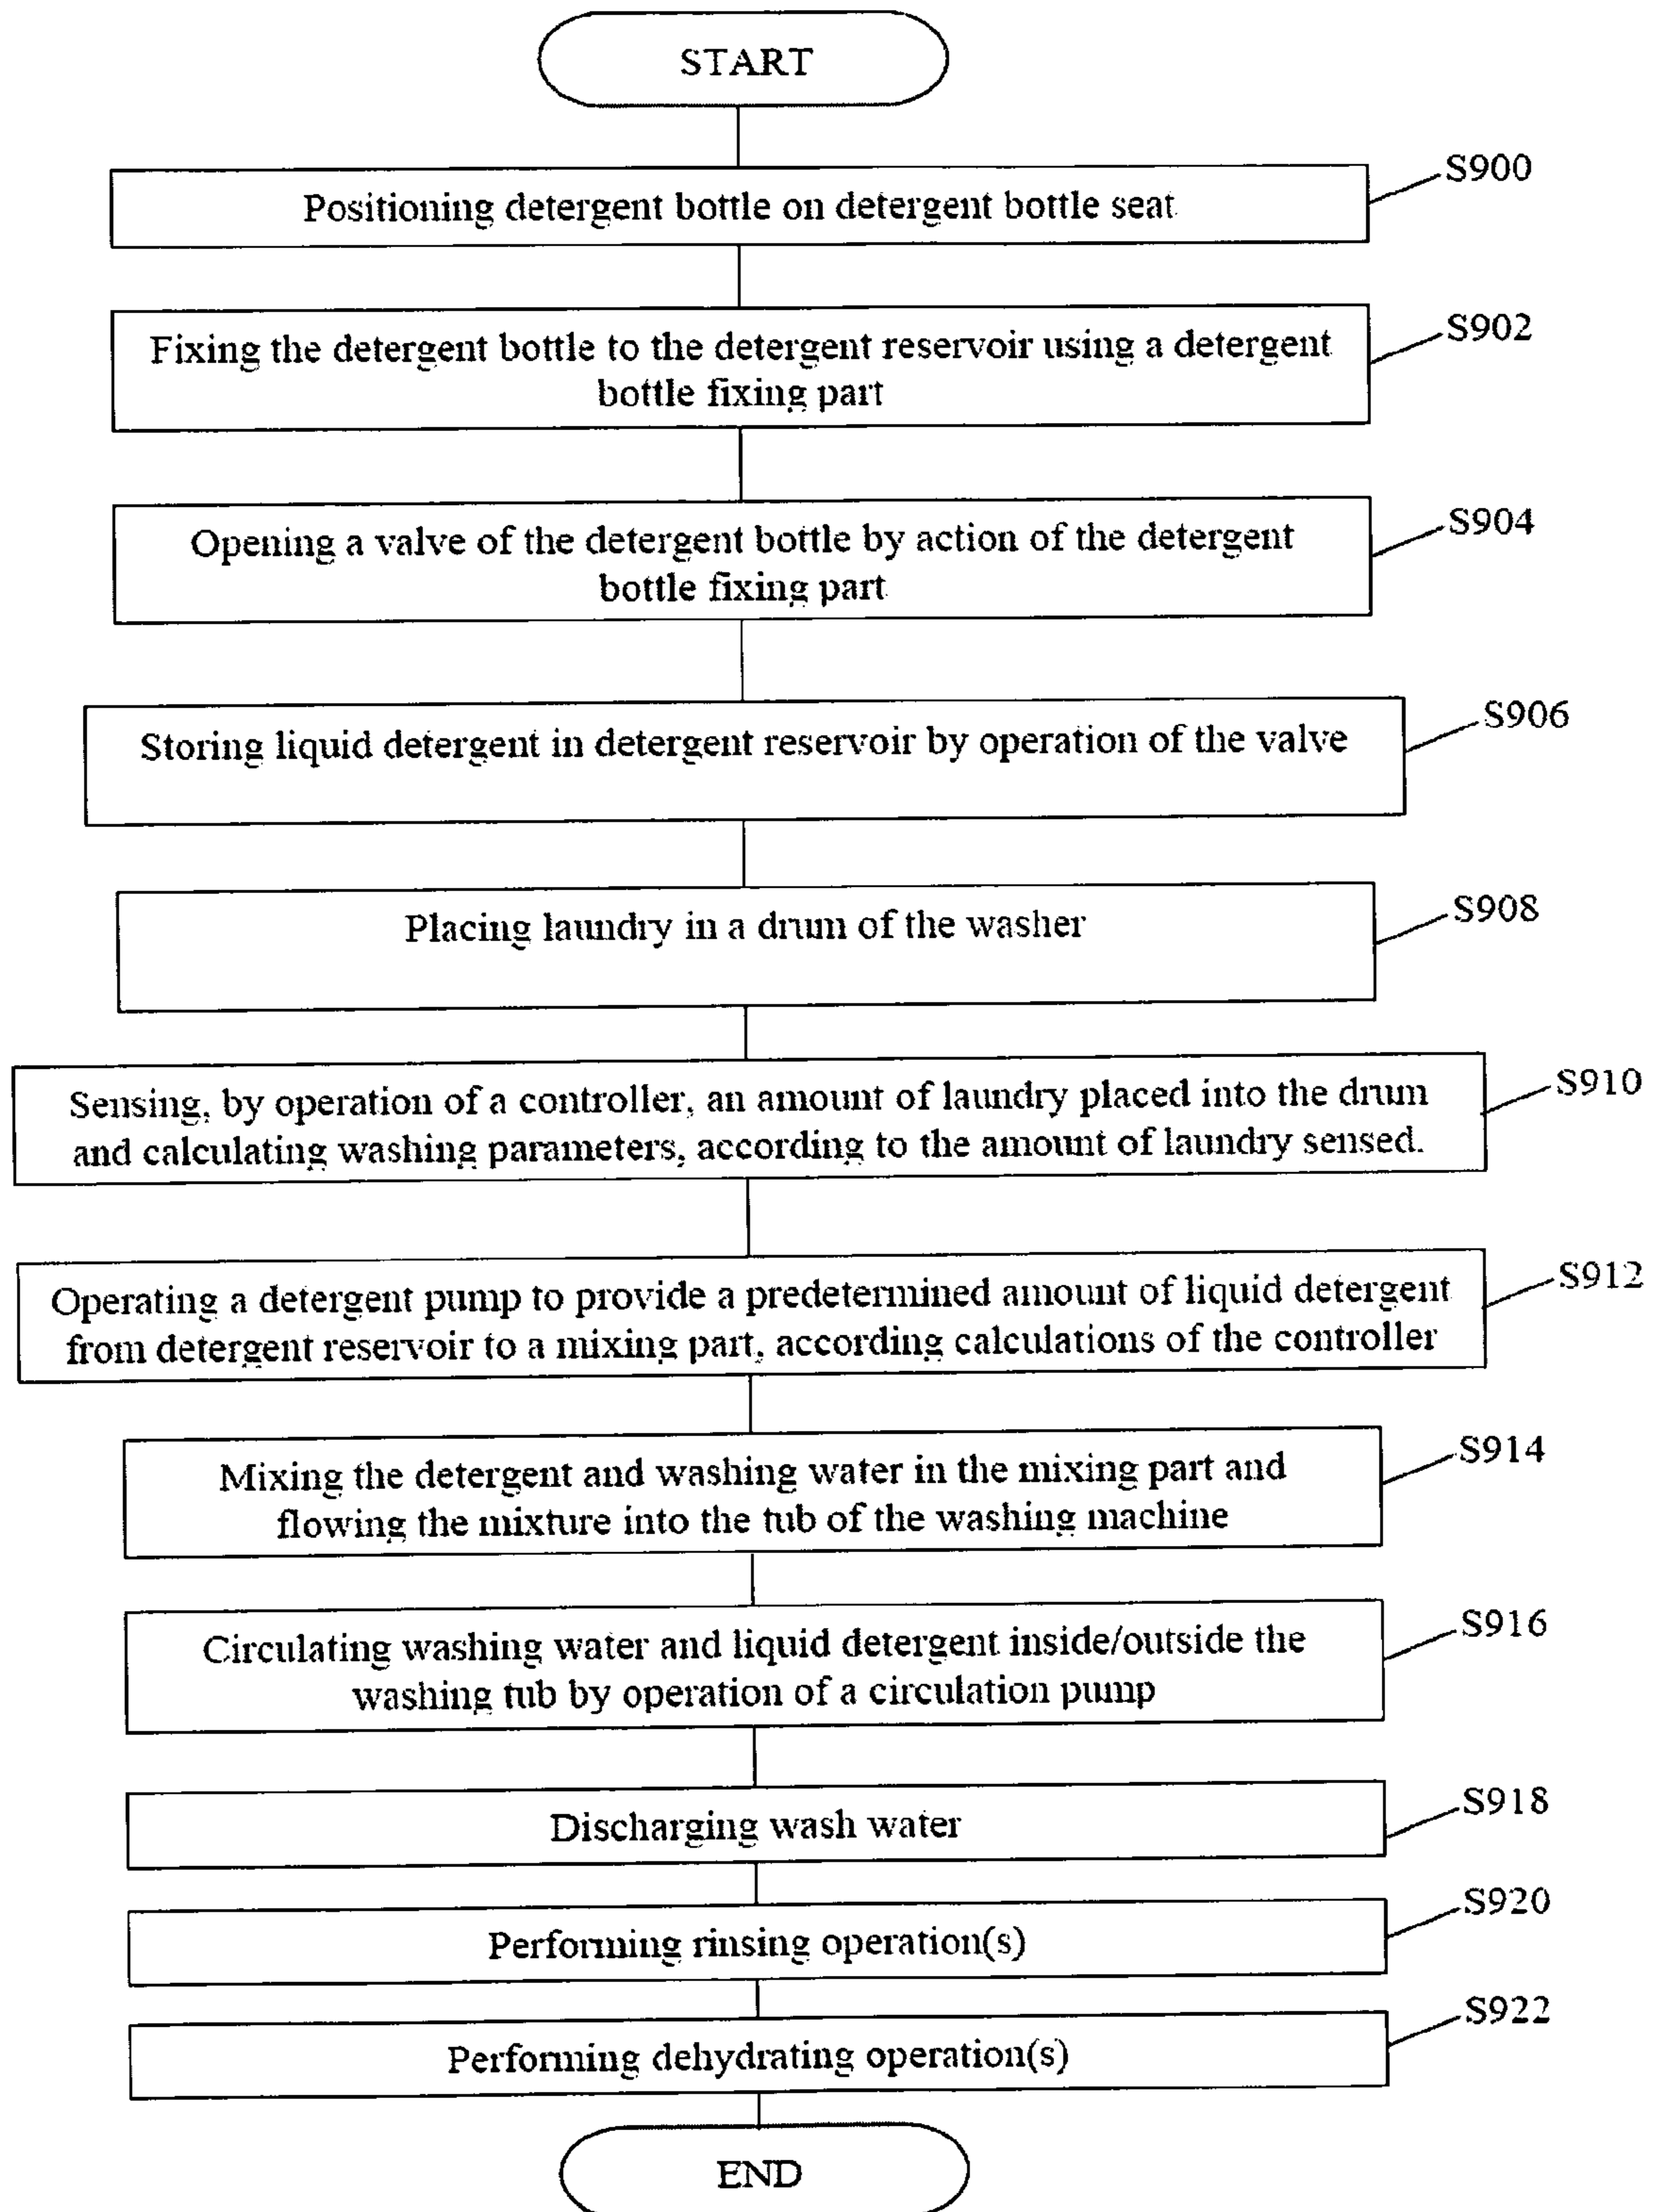 START
S900
Positioning detergent bottle on detergent bottle seat
S902
Fixing the detergent bottle to the detergent reservoir using a detergent
bottle fixing part
S904
Opening a valve of the detergent bottle by action of the detergent
bottle fixing part
S906
Storing liquid detergent in detergent reservoir by operation of the valve
S908
Placing laundry in a drum of the washer
S910
Sensing, by operation of a controller, an amount of laundry placed into the drum
and calculating washing parameters, according to the amount of laundry sensed.
S912
Operating a detergent pump to provide a predetermined amount of liquid detergent
from detergent reservoir to a mixing part, according calculations of the controller
S914
Mixing the detergent and washing water in the mixing part and
flowing the mixture into the tub of the washing machine
S916
Circulating washing water and liquid detergent inside/outside the
washing tub by operation of a circulation pump
S918
Discharging wash water
S920
Performing rinsing operation(s)
S922
Performing dehydrating operation(s)
END